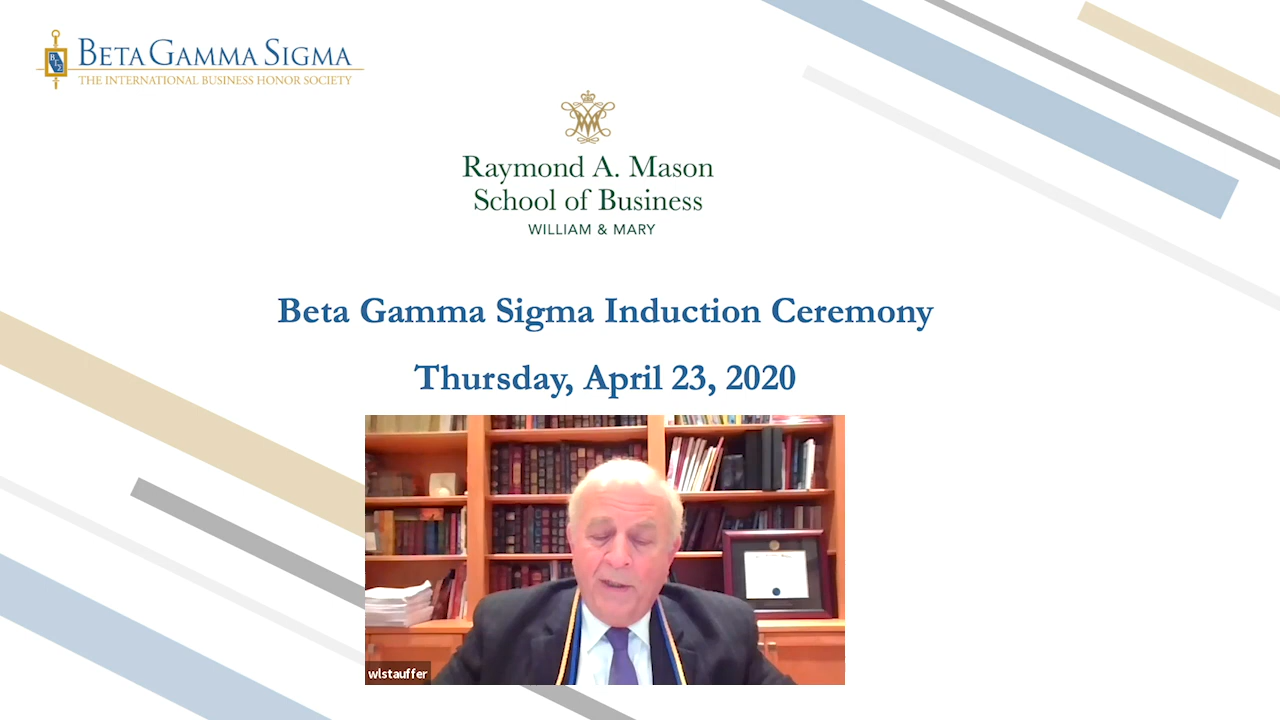 BETA GAMMA SIGMA
THE INTERNATIONAL BUSINESS HONOR SOCIETY
Raymond A. Mason
School of Business
WILLIAM & MARY
Beta Gamma Sigma Induction Ceremony
Thursday, April 23, 2020
wlstauffer